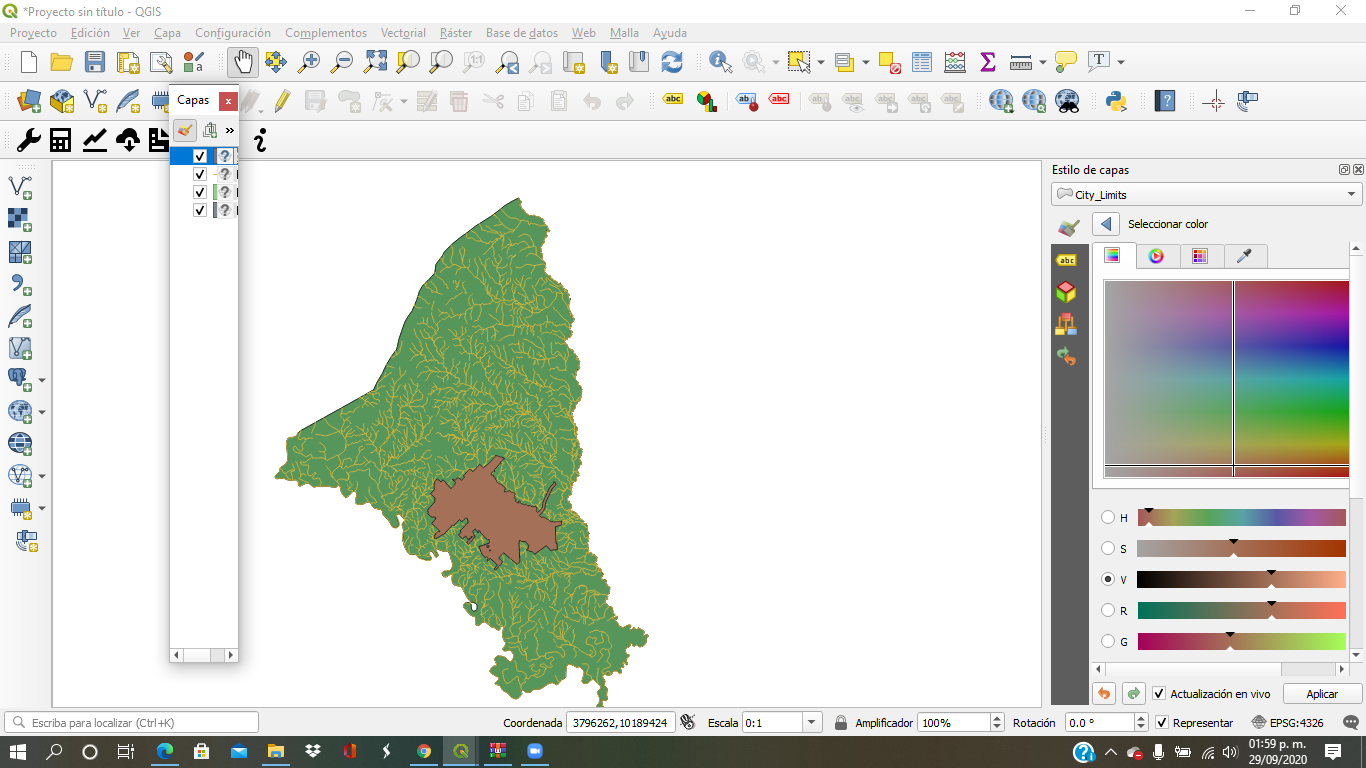 *Proyecto sin título - QGIS
Proyecto Edición Ver Capa Configuración Complementos Vectorial Ráster Base de datos Web Malla Ayuda
Capas
Estilo de capas
City_Limits
Seleccionar color
H
S
V
R
G
Actualización en vivo
Aplicar
Escriba para localizar (Ctrl+K)
Coordenada 3796262,10189424 Escala 0:1 Amplificador 100% Rotación 0.0 ° Representar EPSG:4326
01:59 p. m.
29/09/2020